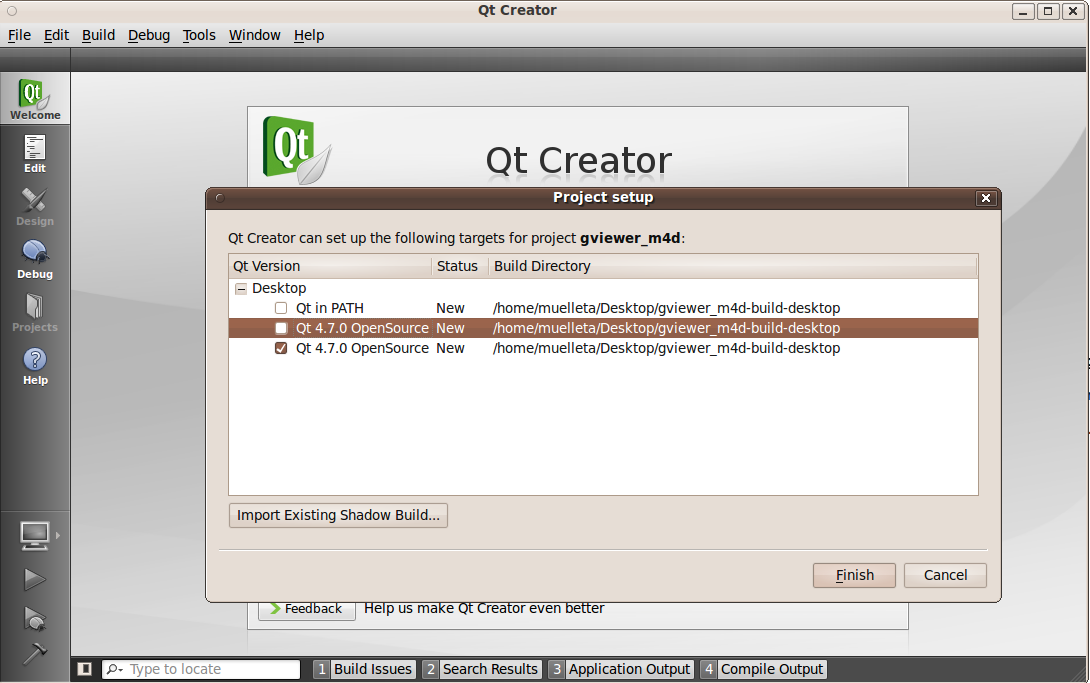 Qt Creator
File Edit Build Debug Tools Window Help
Qt
Welcome
Edit
Design
Debug
Projects
Help
Qt
Qt Creator
Project setup
Qt Creator can set up the following targets for project gviewer_m4d:
Qt Version Status Build Directory
Desktop
Qt in PATH New /home/muelleta/Desktop/gviewer_m4d-build-desktop
Qt 4.7.0 OpenSource New /home/muelleta/Desktop/gviewer_m4d-build-desktop
Qt 4.7.0 OpenSource New /home/muelleta/Desktop/gviewer_m4d-build-desktop
Import Existing Shadow Build...
Finish Cancel
Feedback Help us make Qt Creator even better
Type to locate 1 Build Issues 2 Search Results 3 Application Output 4 Compile Output